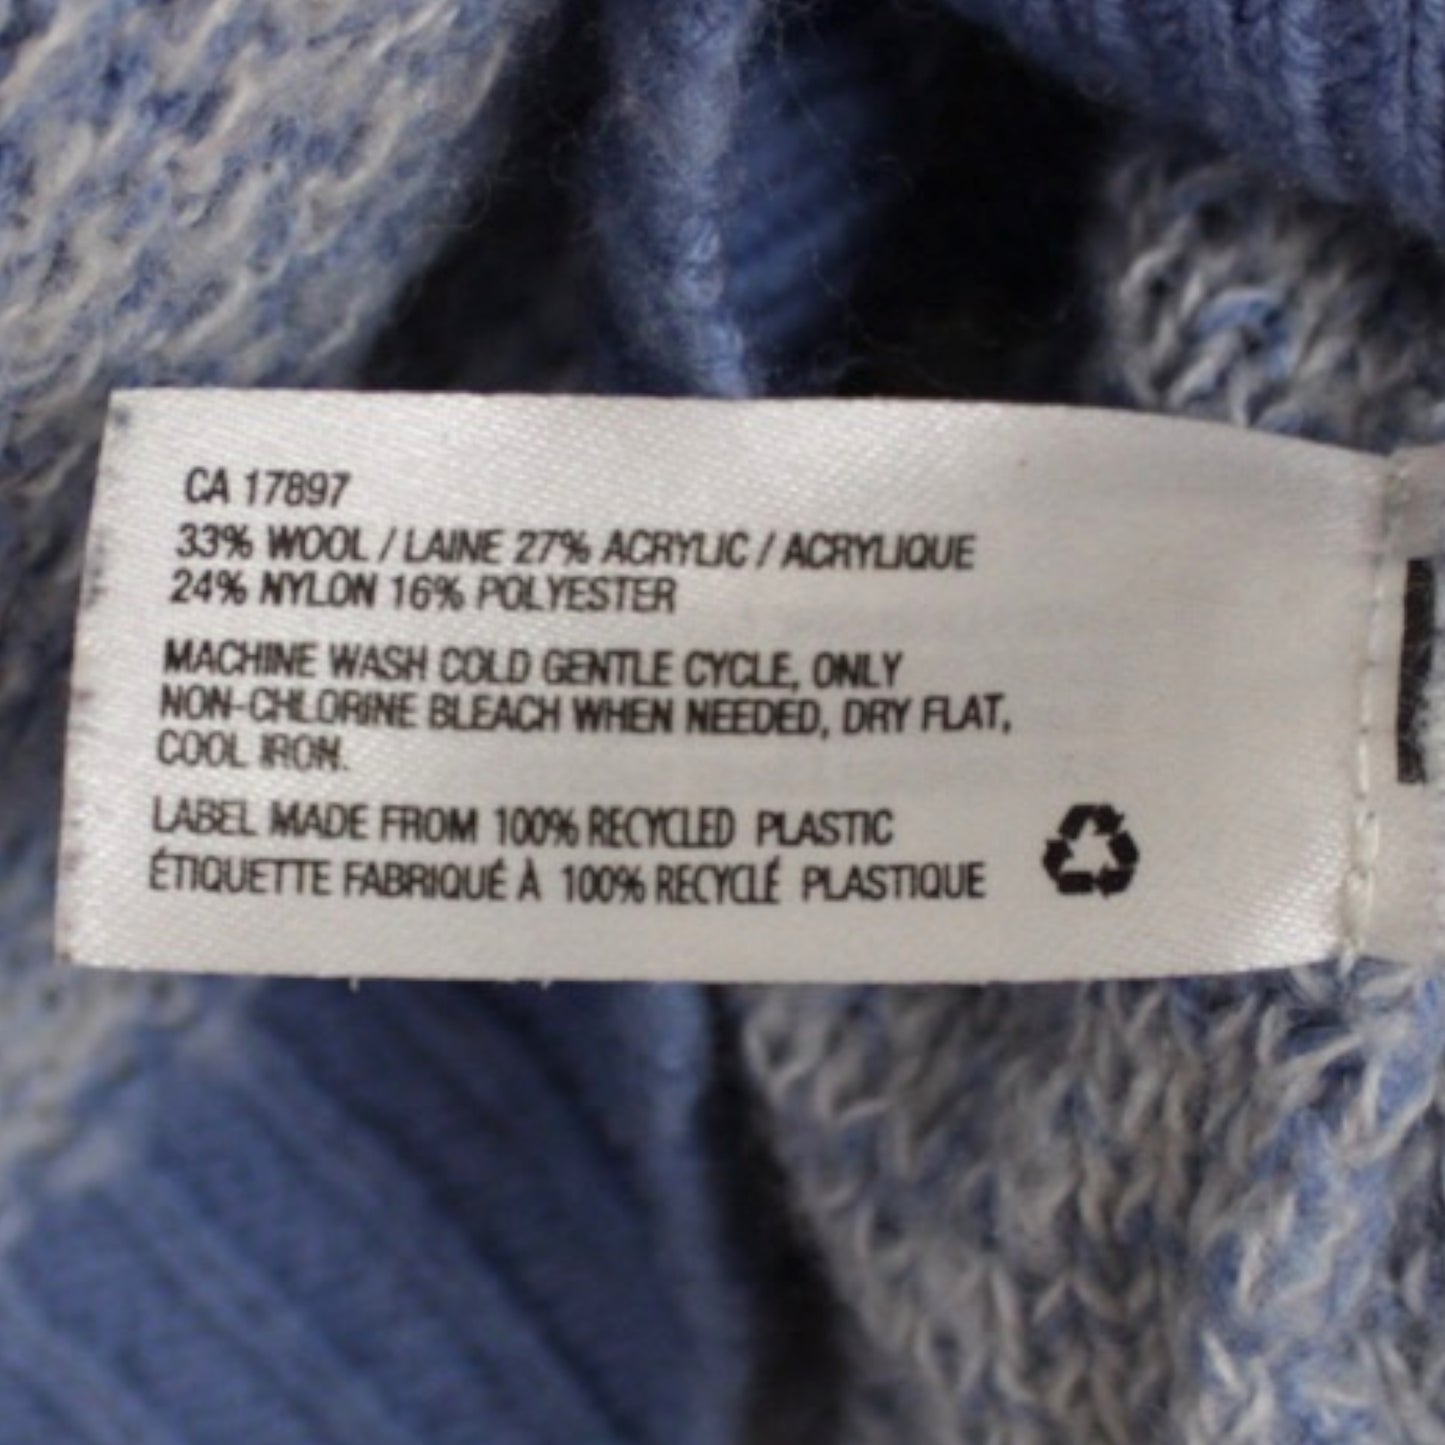 CA 17897
33% WOOL / LAINE 27% ACRYLIC / ACRYLIQUE
24% NYLON 16% POLYESTER
MACHINE WASH COLD GENTLE CYCLE, ONLY
NON-CHLORINE BLEACH WHEN NEEDED, DRY FLAT,
COOL IRON.
LABEL MADE FROM 100% RECYCLED PLASTIC
ÉTIQUETTE FABRIQUÉ À 100% RECYCLÉ PLASTIQUE